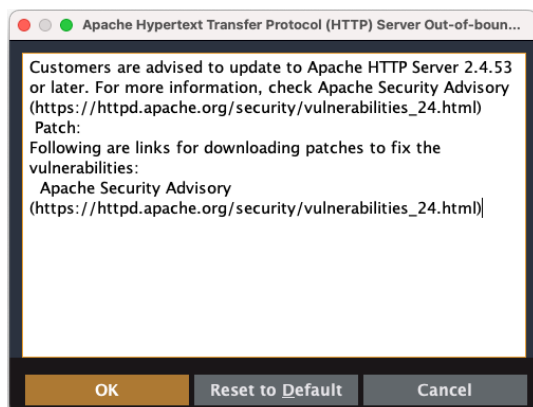 Apache Hypertext Transfer Protocol (HTTP) Server Out-of-boun...
Customers are advised to update to Apache HTTP Server 2.4.53
or later. For more information, check Apache Security Advisory
(https://httpd.apache.org/security/vulnerabilities_24.html)
Patch:
Following are links for downloading patches to fix the
vulnerabilities:
Apache Security Advisory
(https://httpd.apache.org/security/vulnerabilities_24.html)
OK Reset to Default Cancel